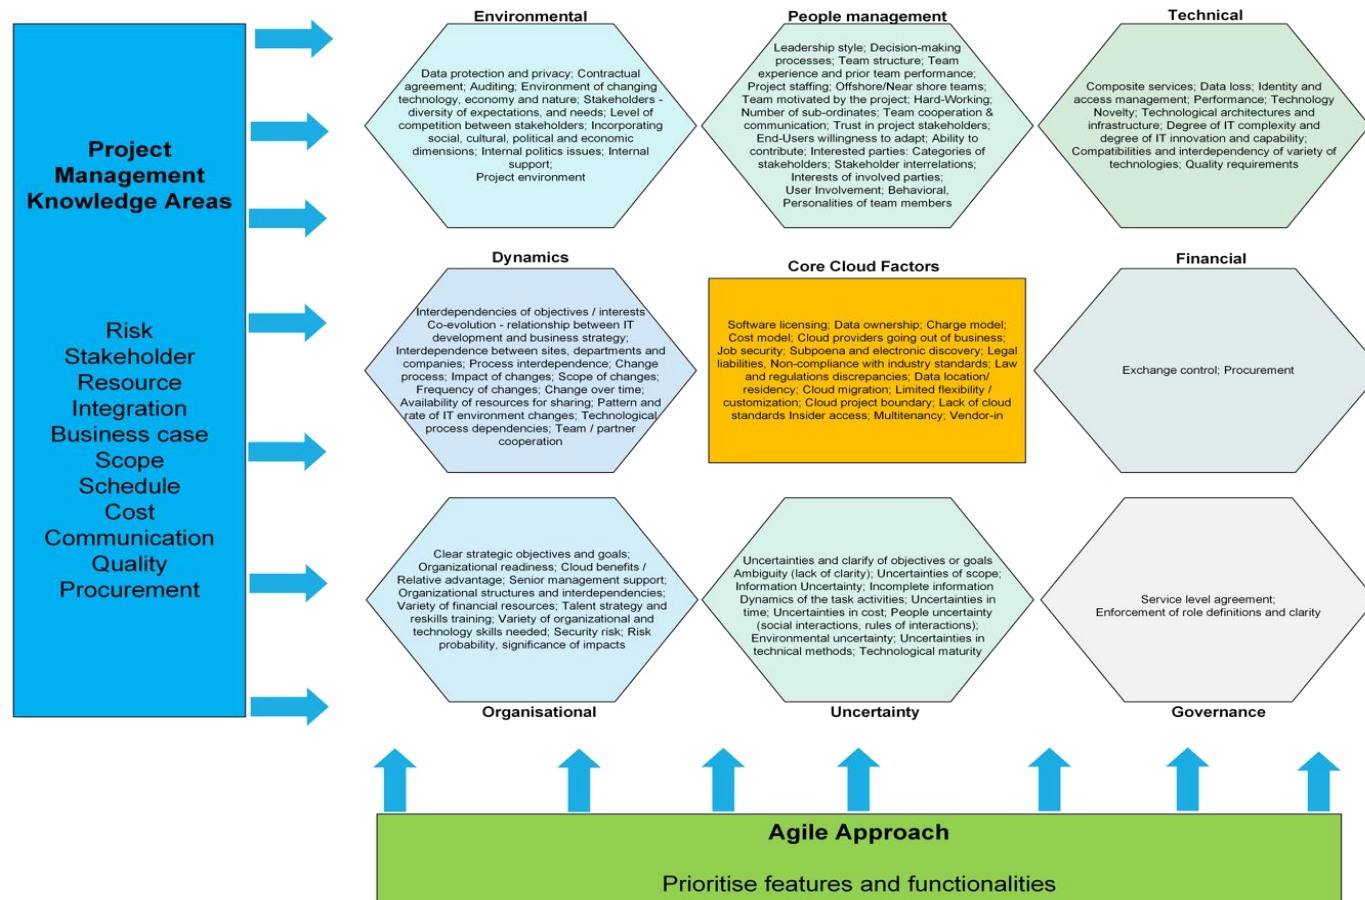 Project
Management
Knowledge Areas
Risk
Stakeholder
Resource
Integration
Business case
Scope
Schedule
Cost
Communication
Quality
Procurement
Environmental
Data protection and privacy; Contractual
agreement; Auditing; Environment of changing
technology, economy and nature; Stakeholders -
diversity of expectations, and needs; Level of
competition between stakeholders; Incorporating
social, cultural, political and economic
dimensions; Internal politics issues; Internal
support;
Project environment
People management
Leadership style; Decision-making
processes; Team structure; Team
experience and prior team performance;
Project staffing; Offshore/Near shore teams;
Team motivated by the project; Hard-Working;
Number of sub-ordinates; Team cooperation &
communication; Trust in project stakeholders;
End-Users willingness to adapt; Ability to
contribute; Interested parties: Categories of
stakeholders; Stakeholder interrelations;
Interests of involved parties;
User Involvement; Behavioral,
Personalities of team members
Technical
Composite services; Data loss; Identity and
access management; Performance; Technology
Novelty; Technological architectures and
infrastructure; Degree of IT complexity and
degree of IT innovation and capability;
Compatibilities and interdependency of variety of
technologies; Quality requirements
Dynamics
Interdependencies of objectives / interests
Co-evolution - relationship between IT
development and business strategy;
Interdependence between sites, departments and
companies; Process interdependence; Change
process; Impact of changes; Scope of changes;
Frequency of changes; Change over time;
Availability of resources for sharing; Pattern and
rate of IT environment changes; Technological
process dependencies; Team / partner
cooperation
Core Cloud Factors
Software licensing; Data ownership; Charge model;
Cost model; Cloud providers going out of business;
Job security; Subpoena and electronic discovery; Legal
liabilities, Non-compliance with industry standards; Law
and regulations discrepancies; Data location/
residency; Cloud migration; Limited flexibility /
customization; Cloud project boundary; Lack of cloud
standards Insider access; Multitenancy; Vendor-in
Financial
Exchange control; Procurement
Clear strategic objectives and goals;
Organizational readiness; Cloud benefits /
Relative advantage; Senior management support;
Organizational structures and interdependencies;
Variety of financial resources; Talent strategy and
reskills training; Variety of organizational and
technology skills needed; Security risk; Risk
probability, significance of impacts
Organisational
Uncertainties and clarify of objectives or goals
Ambiguity (lack of clarity); Uncertainties of scope;
Information Uncertainty; Incomplete information
Dynamics of the task activities; Uncertainties in
time; Uncertainties in cost; People uncertainty
(social interactions, rules of interactions);
Environmental uncertainty; Uncertainties in
technical methods; Technological maturity
Uncertainty
Service level agreement;
Enforcement of role definitions and clarity
Governance
Agile Approach
Prioritise features and functionalities